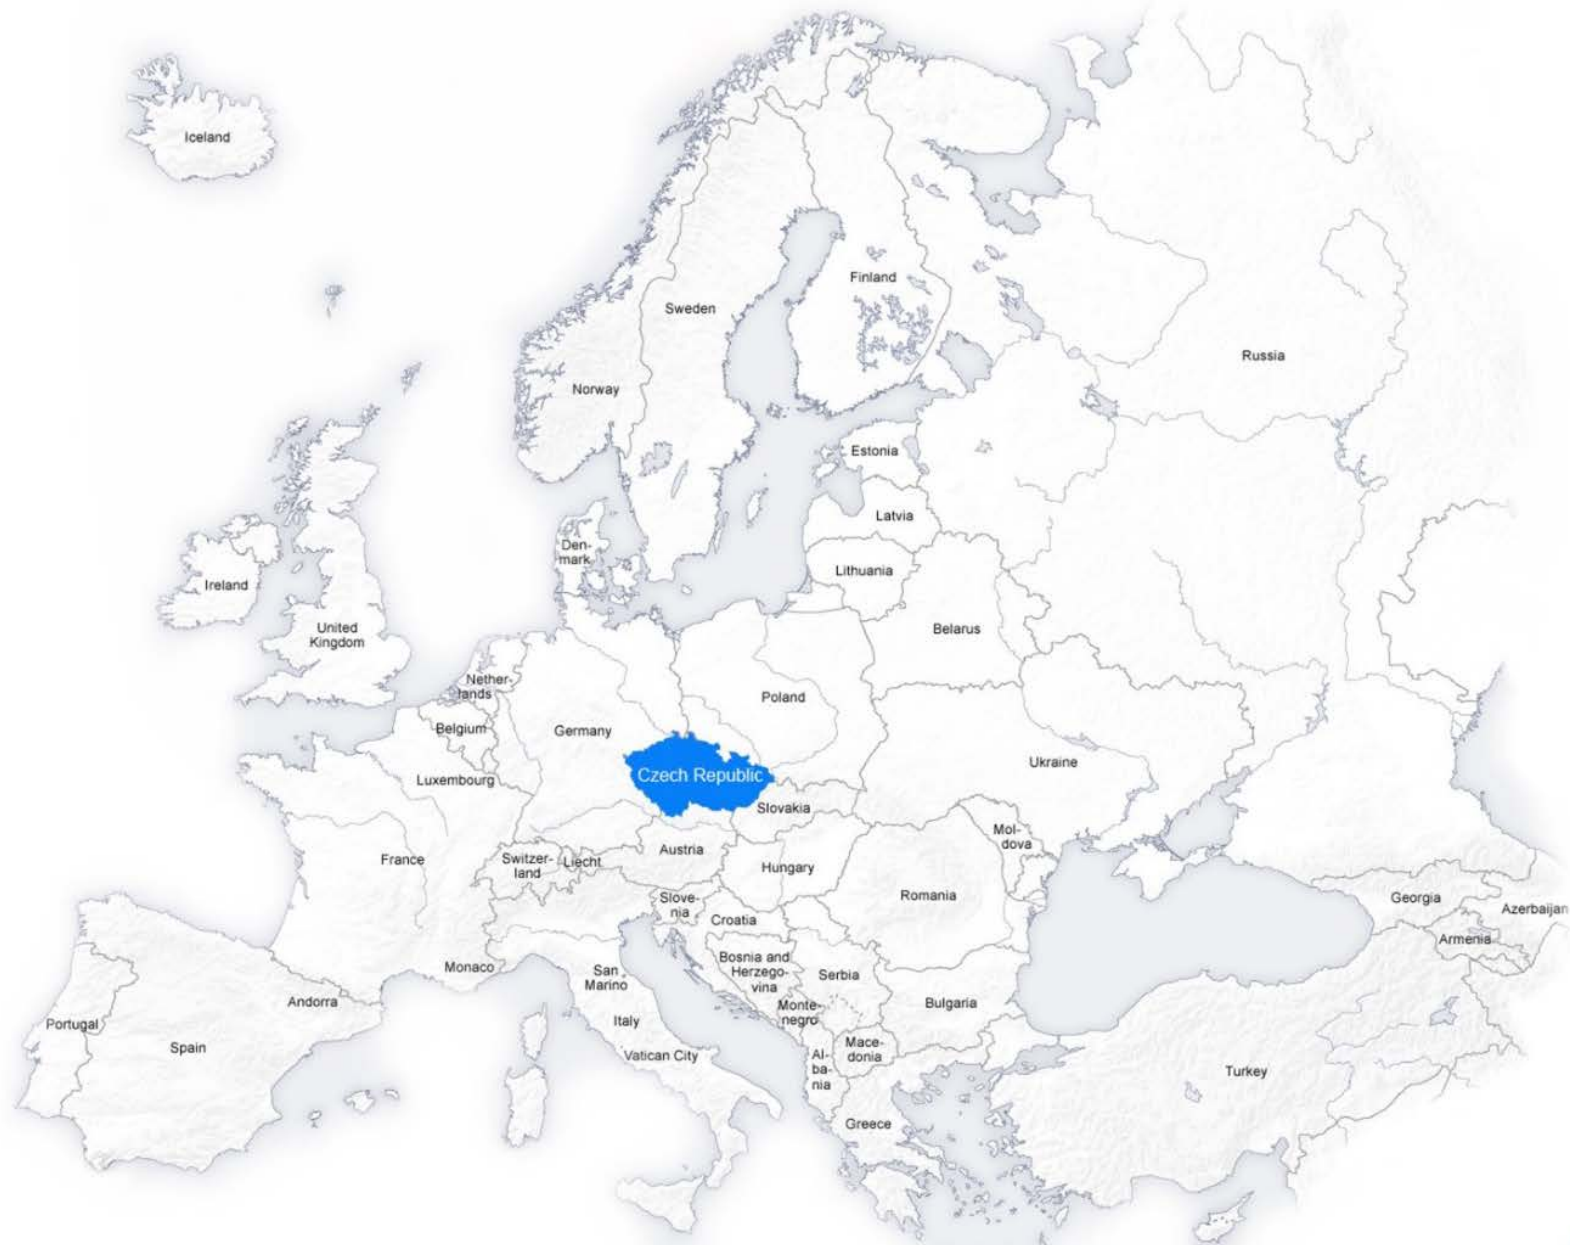 Iceland
Finland
Sweden
Russia
Norway
Estonia
Latvia
Den-
mark
Lithuania
Ireland
United
Kingdom
Belarus
Nether-
lands
Poland
Belgium
Germany
Ukraine
Czech Republic
Luxembourg
Slovakia
Mol-
dova
Austria
France
Switzer-
land
Liecht
Hungary
Romania
Georgia
Slove-
nia
Croatia
Azerbaijan
Armenia
Bosnia and
Herzego-
vina
Monaco
San
Marino
Serbia
Andorra
Monte-
negro
Bulgaria
Portugal
Italy
Spain
Vatican City
Mace-
donia
Al-
ba-
nia
Turkey
Greece